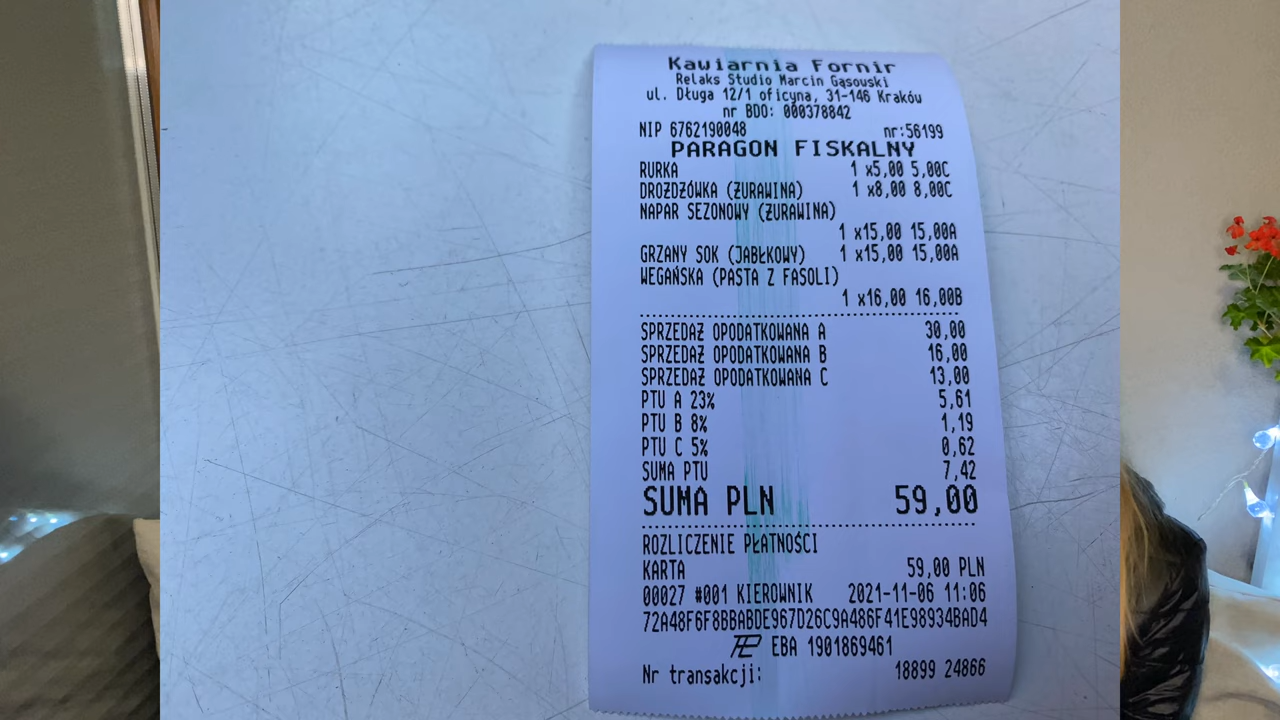 Kawiarnia Fornir
Relaks Studio Marcin Gąsowski
ul. Długa 12/1 oficyna, 31-146 Kraków
nr BDO: 000378842
NIP 6762190048 nr:56199
PARAGON FISKALNY
RURKA 1 x5,00 5,00C
DROŻDŻÓWKA (ŻURAWINA) 1 x8,00 8,00C
NAPAR SEZONOWY (ŻURAWINA)
1 x15,00 15,00A
GRZANY SOK (JABŁKOWY) 1 x15,00 15,00A
WEGAŃSKA (PASTA Z FASOLI)
1 x16,00 16,00B
SPRZEDAŻ OPODATKOWANA A 30,00
SPRZEDAŻ OPODATKOWANA B 16,00
SPRZEDAŻ OPODATKOWANA C 13,00
PTU A 23% 5,61
PTU B 8% 1,19
PTU C 5% 0,62
SUMA PTU 7,42
SUMA PLN 59,00
ROZLICZENIE PŁATNOŚCI
KARTA 59,00 PLN
00027 #001 KIEROWNIK 2021-11-06 11:06
72A48F6F8BBABDE967D26C9A486F41E98934BAD4
EBA 1901869461
Nr transakcji: 18899 24866